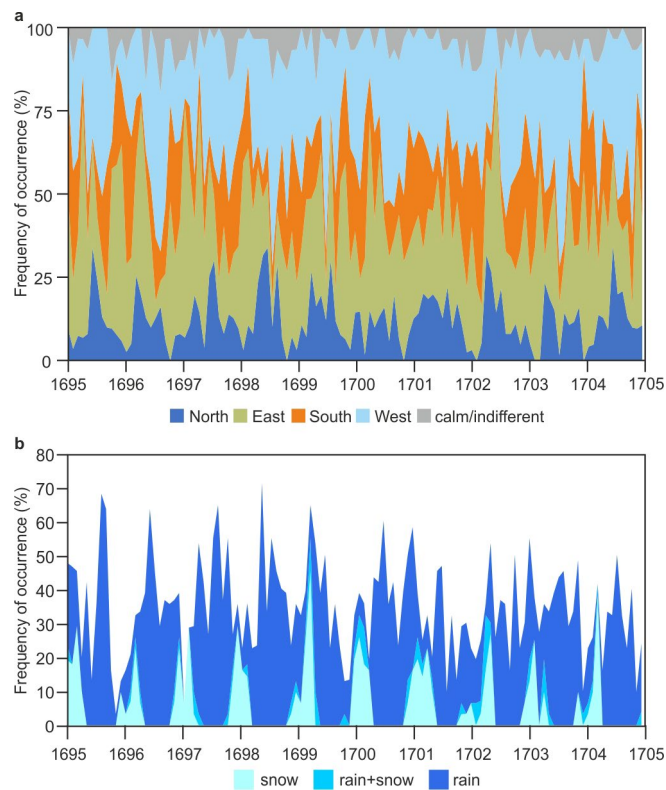 a
100
75
50
25
0
Frequency of occurrence (%)
1695 1696 1697 1698 1699 1700 1701 1702 1703 1704 1705
North East South West calm/indifferent
b
80
70
60
50
40
30
20
10
0
Frequency of occurrence (%)
1695 1696 1697 1698 1699 1700 1701 1702 1703 1704 1705
snow rain+snow rain